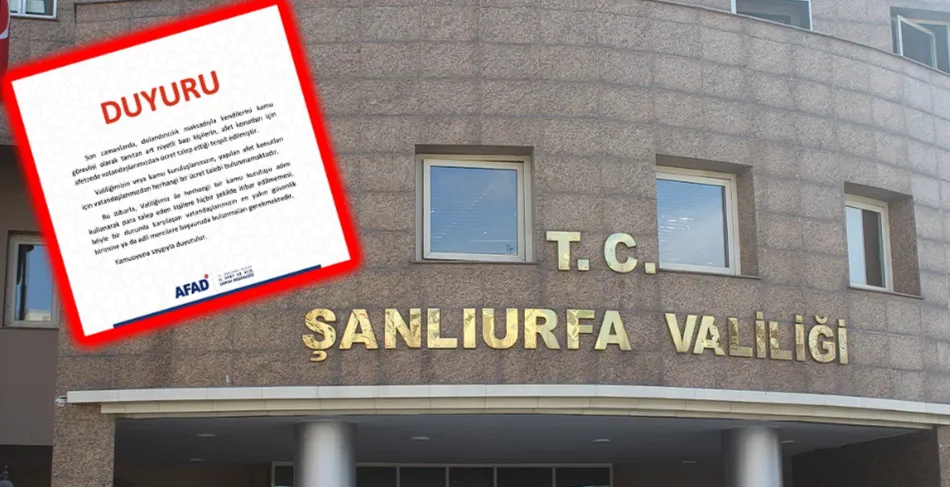 DUYURU
Son zamanlarda, dolandırıcılık maksadıyla kendilerini kamu
görevlisi olarak tanıtan art niyetli bazı kişilerin, afet konutları için
afetzede vatandaşlarımızdan ücret talep ettiği tespit edilmiştir.
Valiliğimizin veya kamu kuruluşlarımızın, yapılan afet konutları
için vatandaşlarımızdan herhangi bir ücret talebi bulunmamaktadır.
Bu itibarla, Valiliğimiz ile herhangi bir kamu kuruluşu adını
kullanarak para talep eden kişilere hiçbir şekilde itibar edilmemesi,
böyle bir durumla karşılaşan vatandaşlarımızın en yakın güvenlik
birimine ya da adli mercilere başvuruda bulunmaları gerekmektedir.
Kamuoyuna saygıyla duyurulur.
AFAD
T. C.
ŞANLIURFA VALİLİĞİ